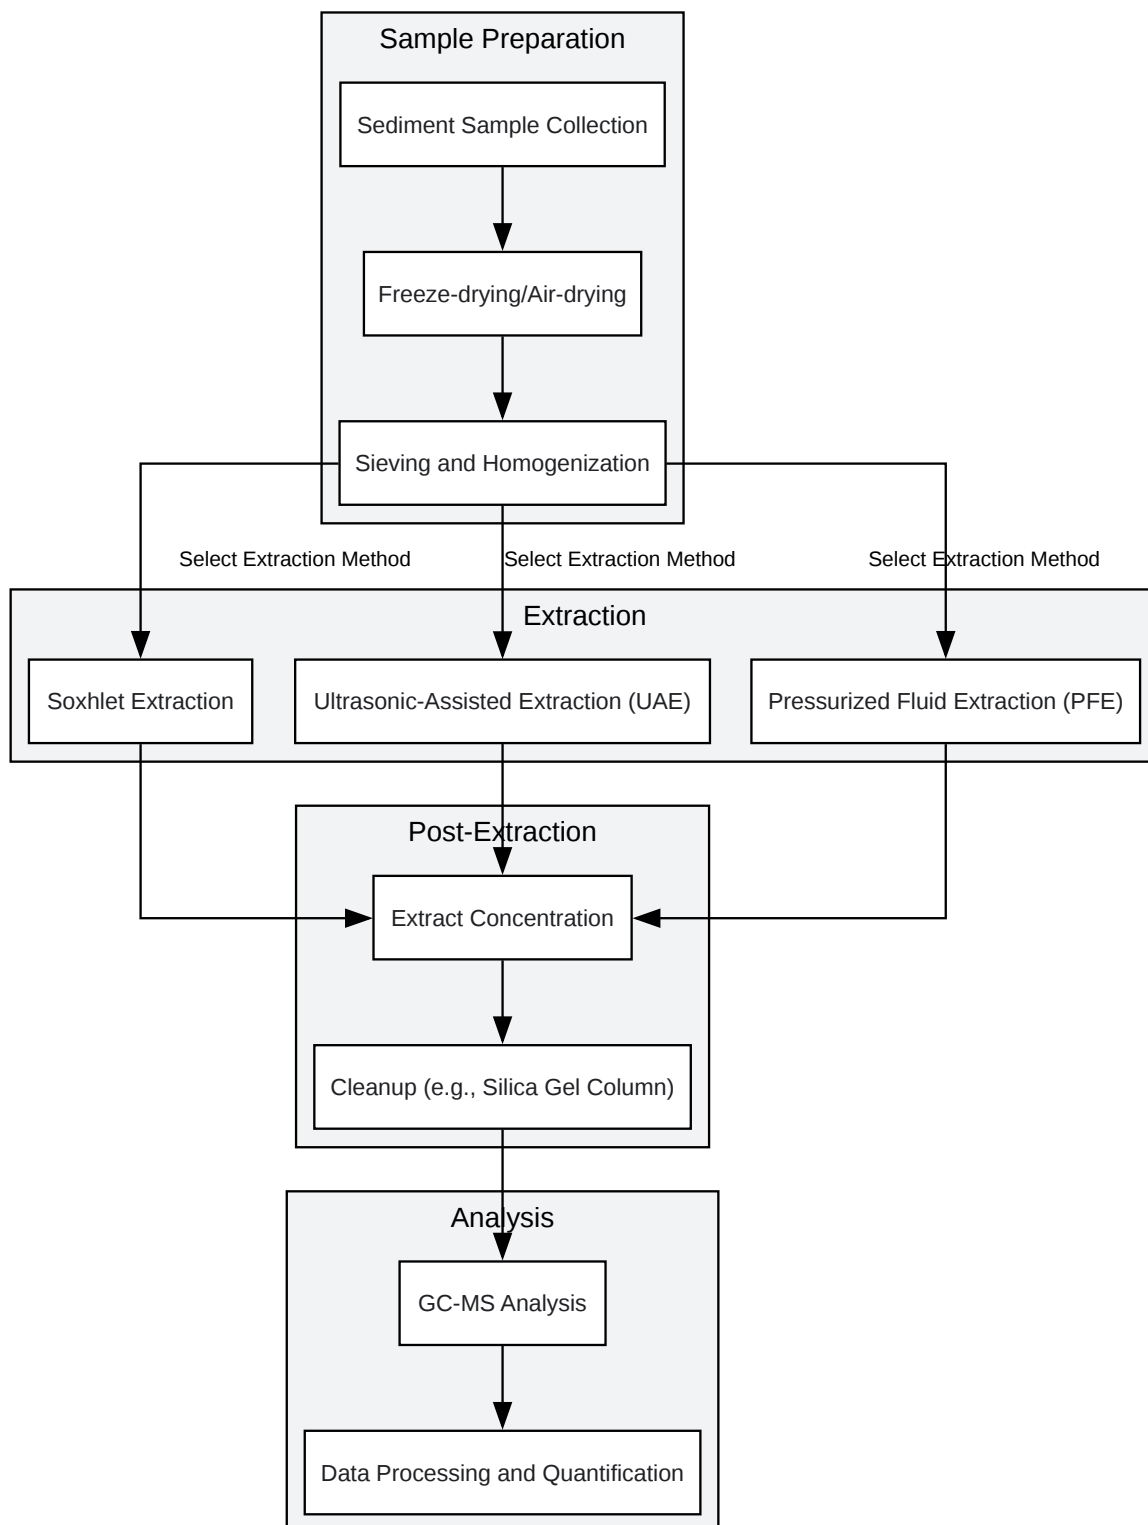 Sample Preparation
Sediment Sample Collection
Freeze-drying/Air-drying
Sieving and Homogenization
Select Extraction Method
Select Extraction Method
Select Extraction Method
Extraction
Soxhlet Extraction
Ultrasonic-Assisted Extraction (UAE)
Pressurized Fluid Extraction (PFE)
Post-Extraction
Extract Concentration
Cleanup (e.g., Silica Gel Column)
Analysis
GC-MS Analysis
Data Processing and Quantification